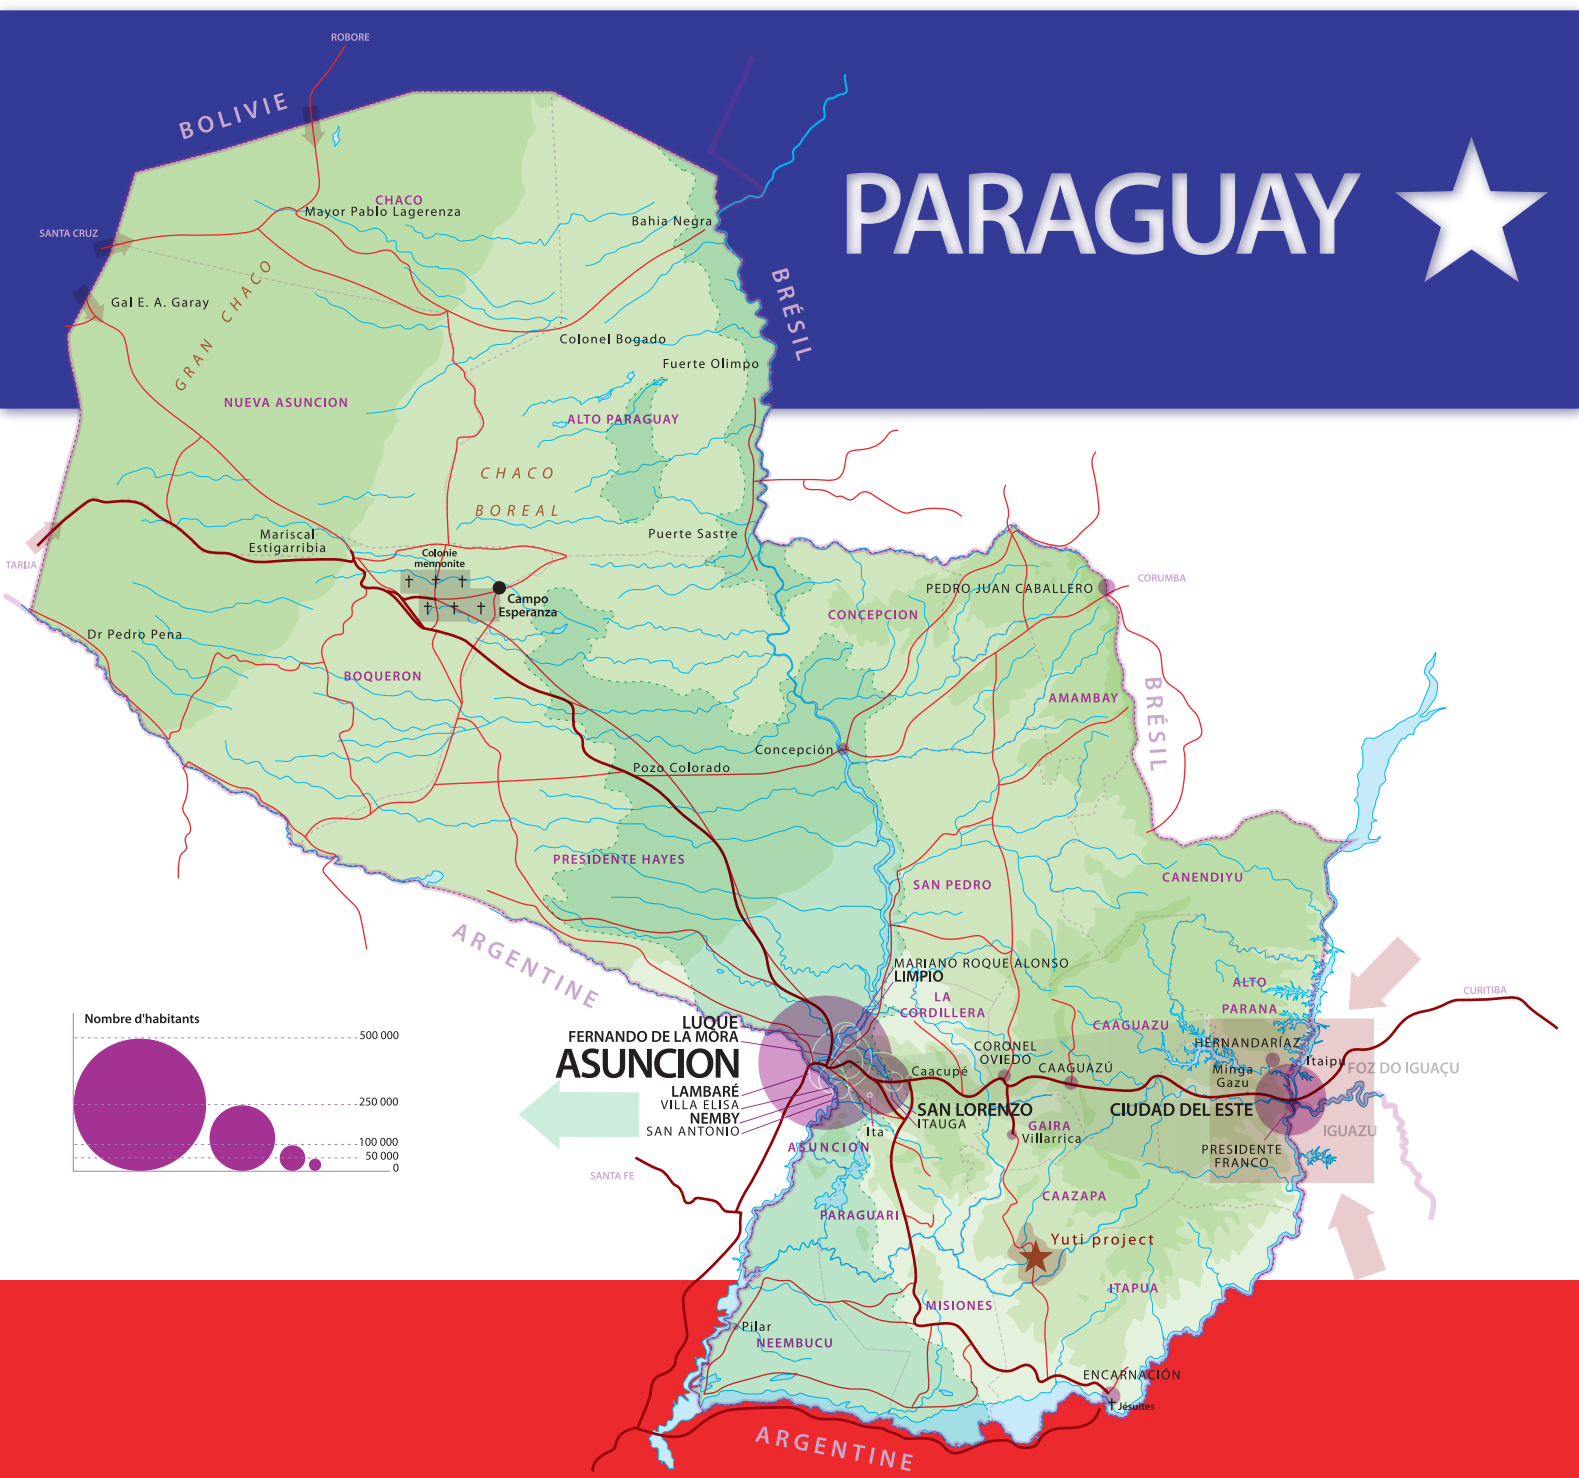 ROBORE
BOLIVIE
PARAGUAY
CHACO
Mayor Pablo Lagerenza
Bahia Negra
SANTA CRUZ
BRÉSIL
GRAN CHACO
Gal E. A. Garay
Colonel Bogado
Fuerte Olimpo
NUEVA ASUNCION
ALTO PARAGUAY
CHACO
BOREAL
Mariscal
Estigarribia
Puerte Sastre
Colonie
mennonite
TARIJA
Campo
Esperanza
PEDRO JUAN CABALLERO
CORUMBA
CONCEPCION
Dr Pedro Pena
BOQUERON
AMAMBAY
BRÉSIL
Concepción
Pozo Colorado
PRESIDENTE HAYES
SAN PEDRO
CANENDIYU
ARGENTINE
MARIANO ROQUE ALONSO
LIMPIO
LA
CORDILLERA
ALTO
PARANA
CURITIBA
Nombre d'habitants
500 000
250 000
100 000
50 000
0
LUQUE
FERNANDO DE LA MORA
ASUNCION
LAMBARÉ
VILLA ELISA
NEMBY
SAN ANTONIO
CAAGUAZU
HERNANDARÍAZ
CORONEL
OVIEDO
Caacupé
CAAGUAZÚ
Minga
Gazu
Itaipu
FOZ DO IGUAÇU
SAN LORENZO
ITAUGA
CIUDAD DEL ESTE
Ita
GAIRA
Villarrica
IGUAZU
ASUNCION
PRESIDENTE
FRANCO
SANTA FE
CAAZAPA
PARAGUARI
Yuti project
ITAPUA
MISIONES
Pilar
NEEMBUCU
ENCARNACIÓN
Jésuites
ARGENTINE